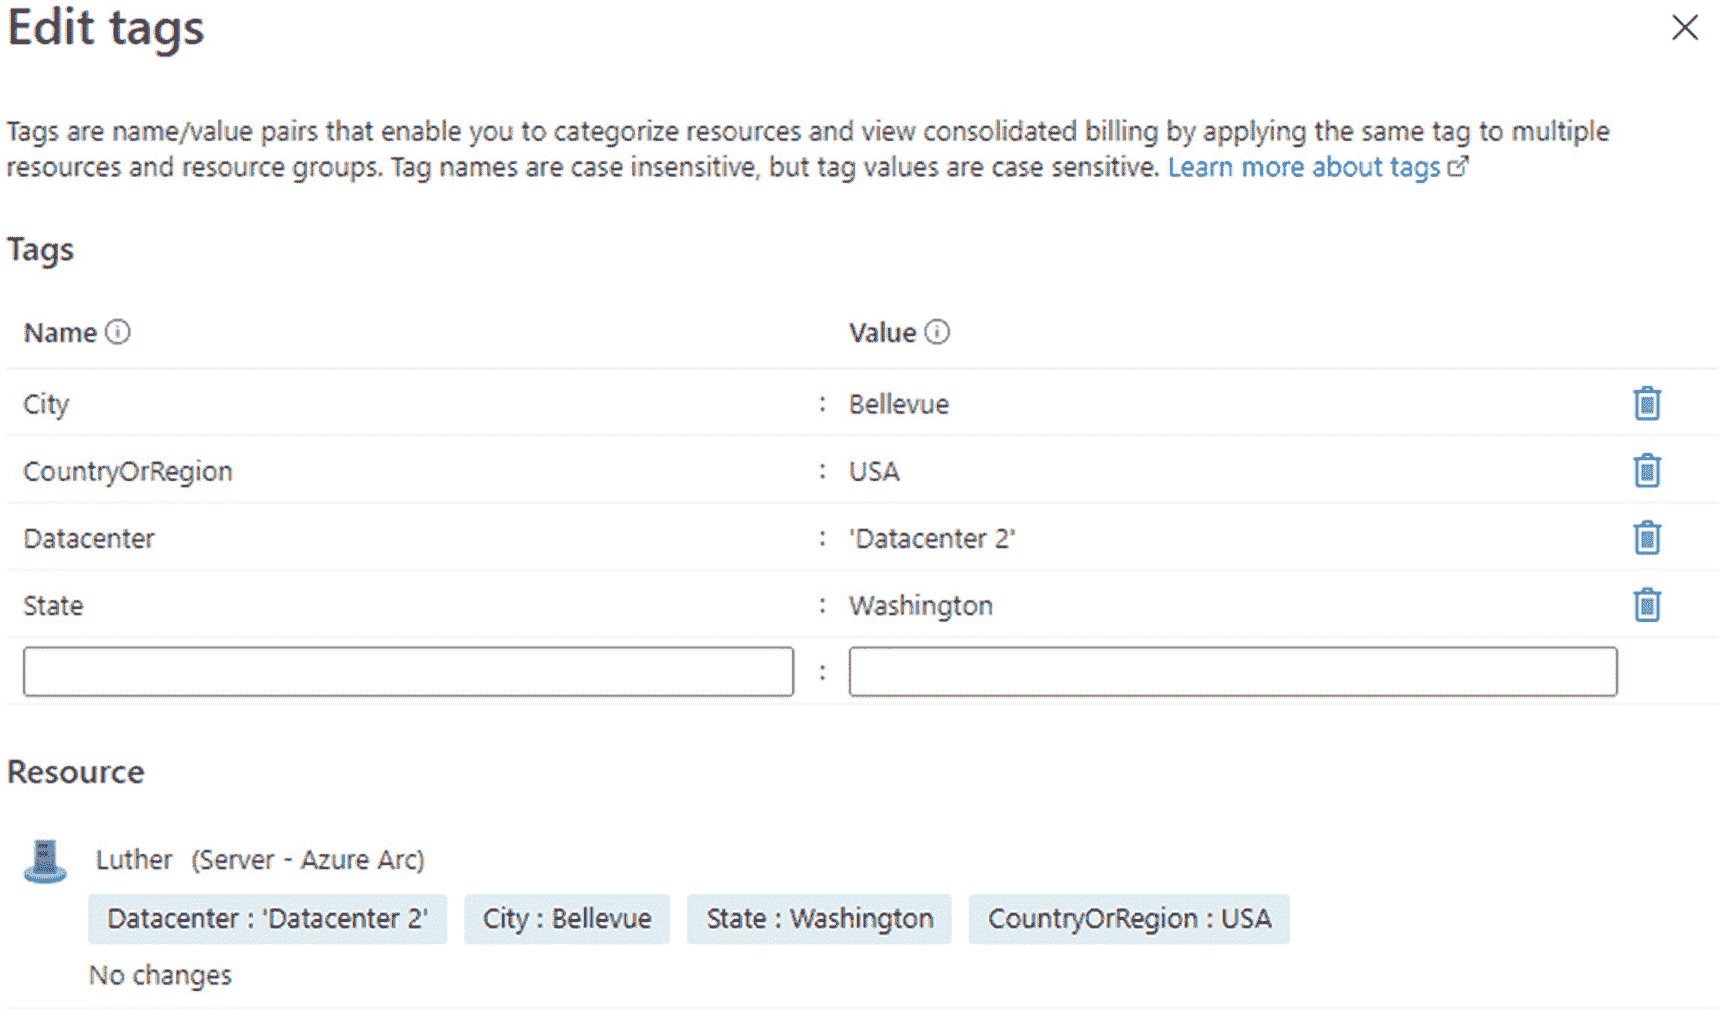 Edit tags
Tags are name/value pairs that enable you to categorize resources and view consolidated billing by applying the same tag to multiple
resources and resource groups. Tag names are case insensitive, but tag values are case sensitive. Learn more about tags
Tags
Name Value
City : Bellevue
CountryOrRegion : USA
Datacenter : 'Datacenter 2'
State : Washington
:
Resource
Luther (Server - Azure Arc)
Datacenter : 'Datacenter 2' City : Bellevue State : Washington CountryOrRegion : USA
No changes